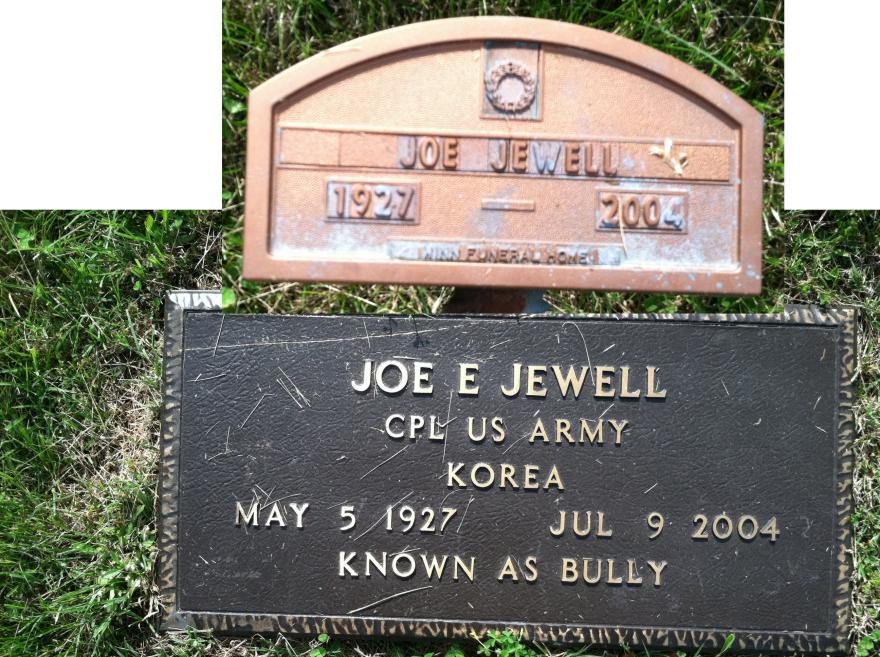 JOE JEWELL
1927 – 2004
WINN FUNERAL HOME
JOE E JEWELL
CPL US ARMY
KOREA
MAY 5 1927 JUL 9 2004
KNOWN AS BULLY